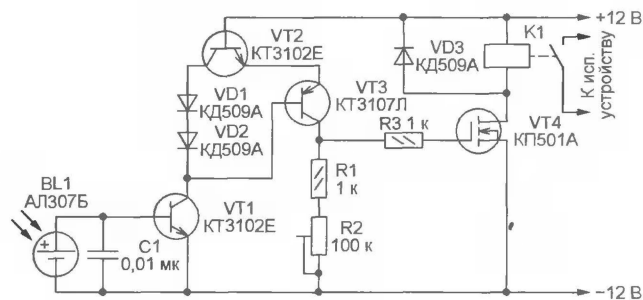 +12 В
VT2
КТ3102Е
VD1
КД509А
VD2
КД509А
VT3
КТ3107Л
VD3
КД509А
K1
К исп.
устройству
R3 1 к
VT4
КП501А
BL1
АЛ307Б
+
C1
0,01 мк
VT1
КТ3102Е
R1
1 к
R2
100 к
−12 В